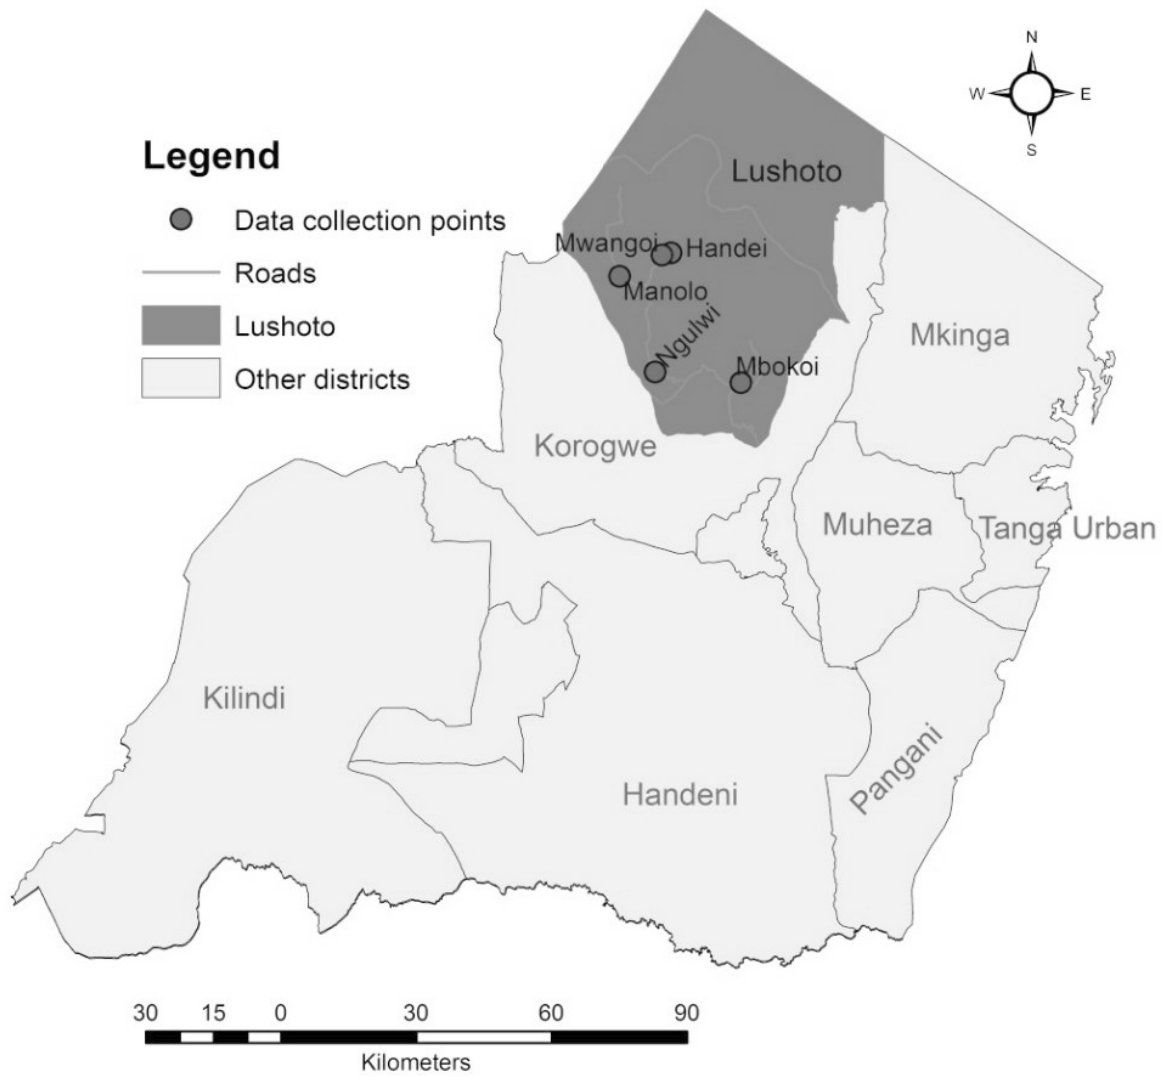 N
W E
S
Legend
Data collection points
Roads
Lushoto
Other districts
Lushoto
Mwangoi
Handei
Manolo
Ngulwi
Mbokoi
Mkinga
Korogwe
Muheza
Tanga Urban
Kilindi
Handeni
Pangani
30 15 0 30 60 90
Kilometers